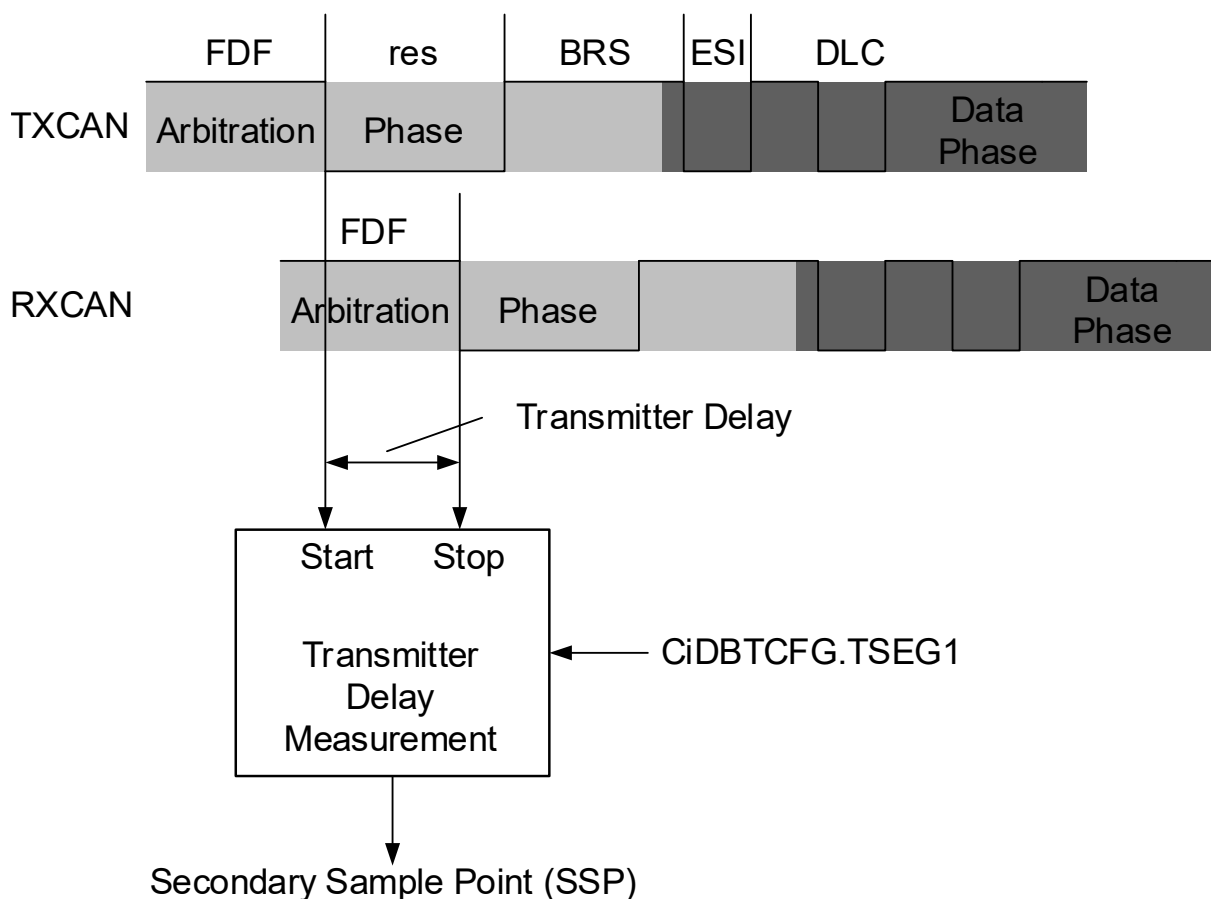 FDF res BRS ESI DLC
TXCAN Arbitration Phase Data
Phase
FDF
RXCAN Arbitration Phase Data
Phase
Transmitter Delay
Start Stop
Transmitter
Delay
Measurement
CiDBTCFG.TSEG1
Secondary Sample Point (SSP)